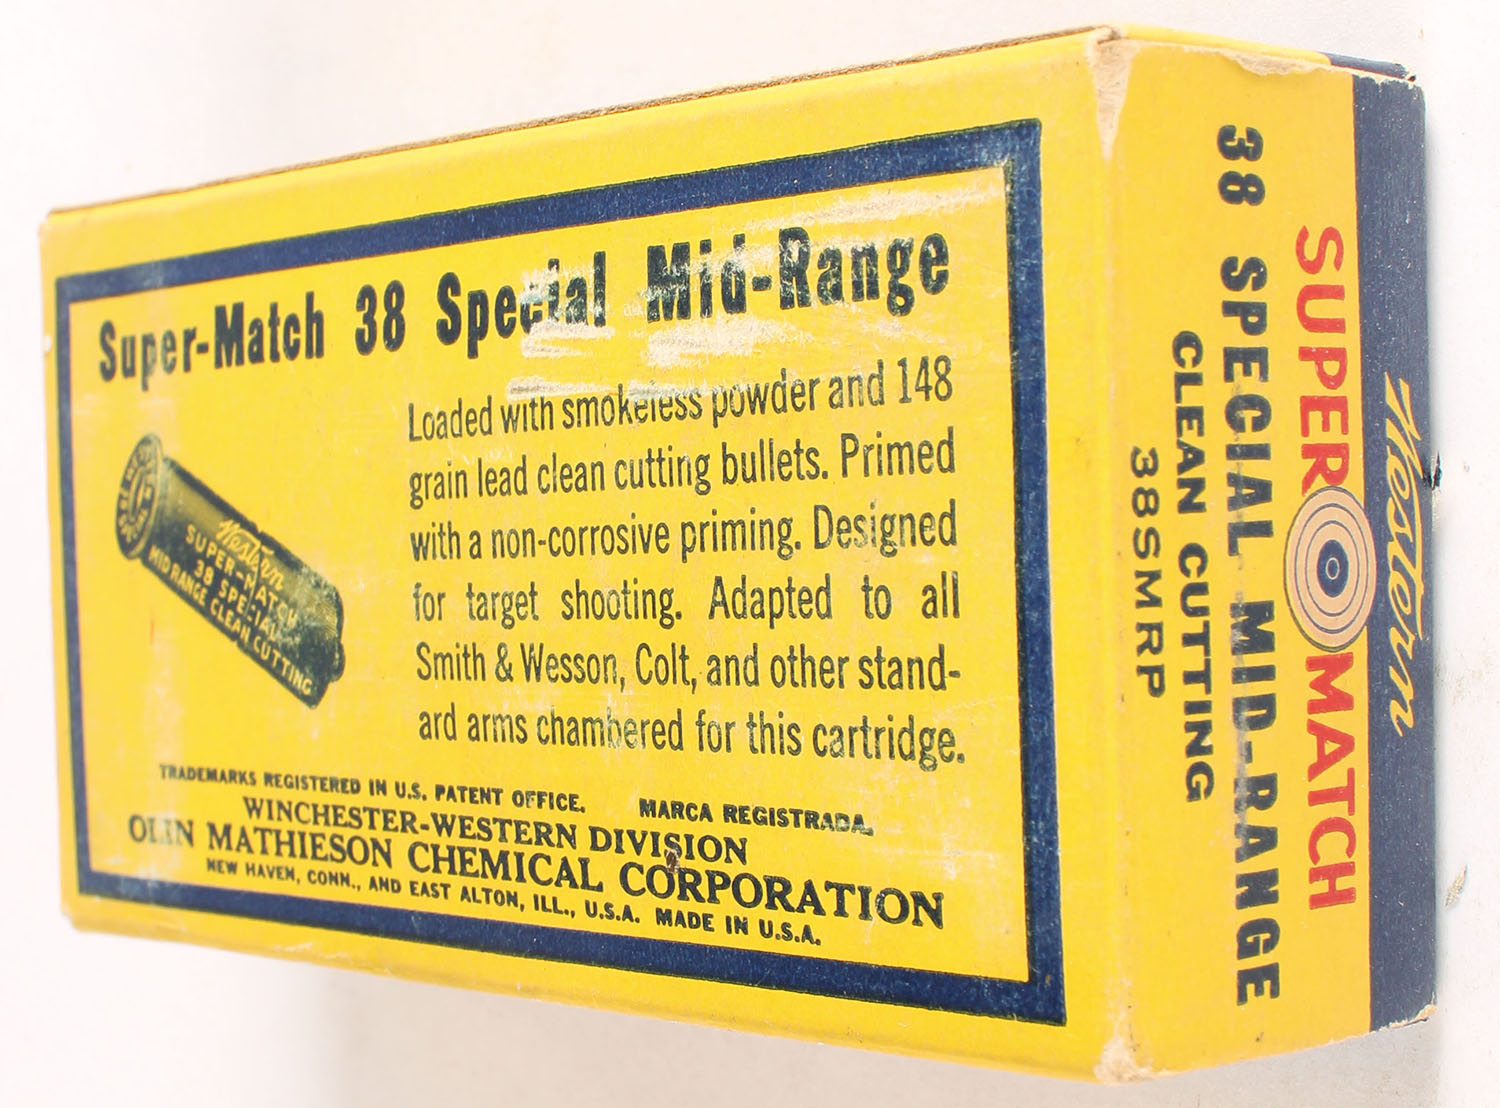 Super-Match 38 Special Mid-Range
Loaded with smokeless powder and 148
grain lead clean cutting bullets. Primed
with a non-corrosive priming. Designed
for target shooting. Adapted to all
Smith & Wesson, Colt, and other stand-
ard arms chambered for this cartridge.
Western
SUPER-MATCH
38 SPECIAL
MID RANGE CLEAN CUTTING
TRADEMARKS REGISTERED IN U.S. PATENT OFFICE. MARCA REGISTRADA.
WINCHESTER-WESTERN DIVISION
OLIN MATHIESON CHEMICAL CORPORATION
NEW HAVEN, CONN., AND EAST ALTON, ILL., U.S.A. MADE IN U.S.A.
Western
SUPER MATCH
38 SPECIAL MID-RANGE
CLEAN CUTTING
38SMRP